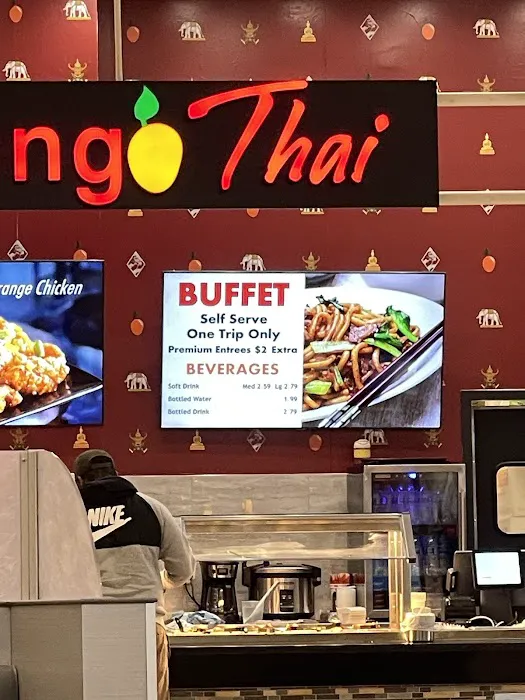 ngo Thai
range Chicken
BUFFET
Self Serve
One Trip Only
Premium Entrees $2 Extra
BEVERAGES
Soft Drink Med 2 59 Lg 2 79
Bottled Water 1.99
Bottled Drink 2 79
NIKE